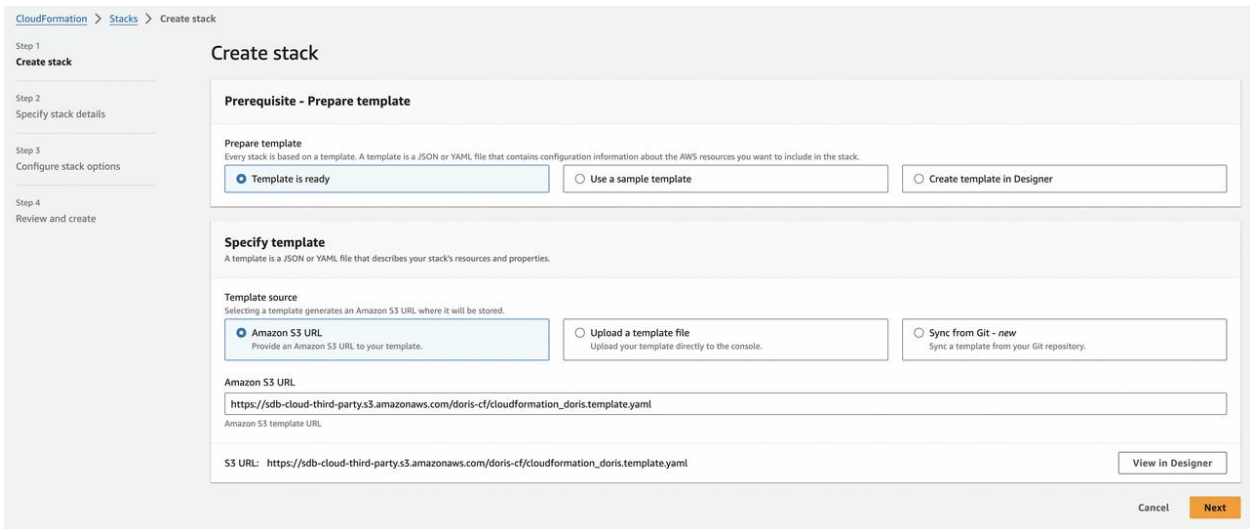 CloudFormation > Stacks > Create stack
Step 1
Create stack
Step 2
Specify stack details
Step 3
Configure stack options
Step 4
Review and create
Create stack
Prerequisite - Prepare template
Prepare template
Every stack is based on a template. A template is a JSON or YAML file that contains configuration information about the AWS resources you want to include in the stack.
Template is ready
Use a sample template
Create template in Designer
Specify template
A template is a JSON or YAML file that describes your stack's resources and properties.
Template source
Selecting a template generates an Amazon S3 URL where it will be stored.
Amazon S3 URL
Provide an Amazon S3 URL to your template.
Upload a template file
Upload your template directly to the console.
Sync from Git - new
Sync a template from your Git repository.
Amazon S3 URL
https://sdb-cloud-third-party.s3.amazonaws.com/doris-cf/cloudformation_doris.template.yaml
Amazon S3 template URL
S3 URL: https://sdb-cloud-third-party.s3.amazonaws.com/doris-cf/cloudformation_doris.template.yaml
View in Designer
Cancel
Next